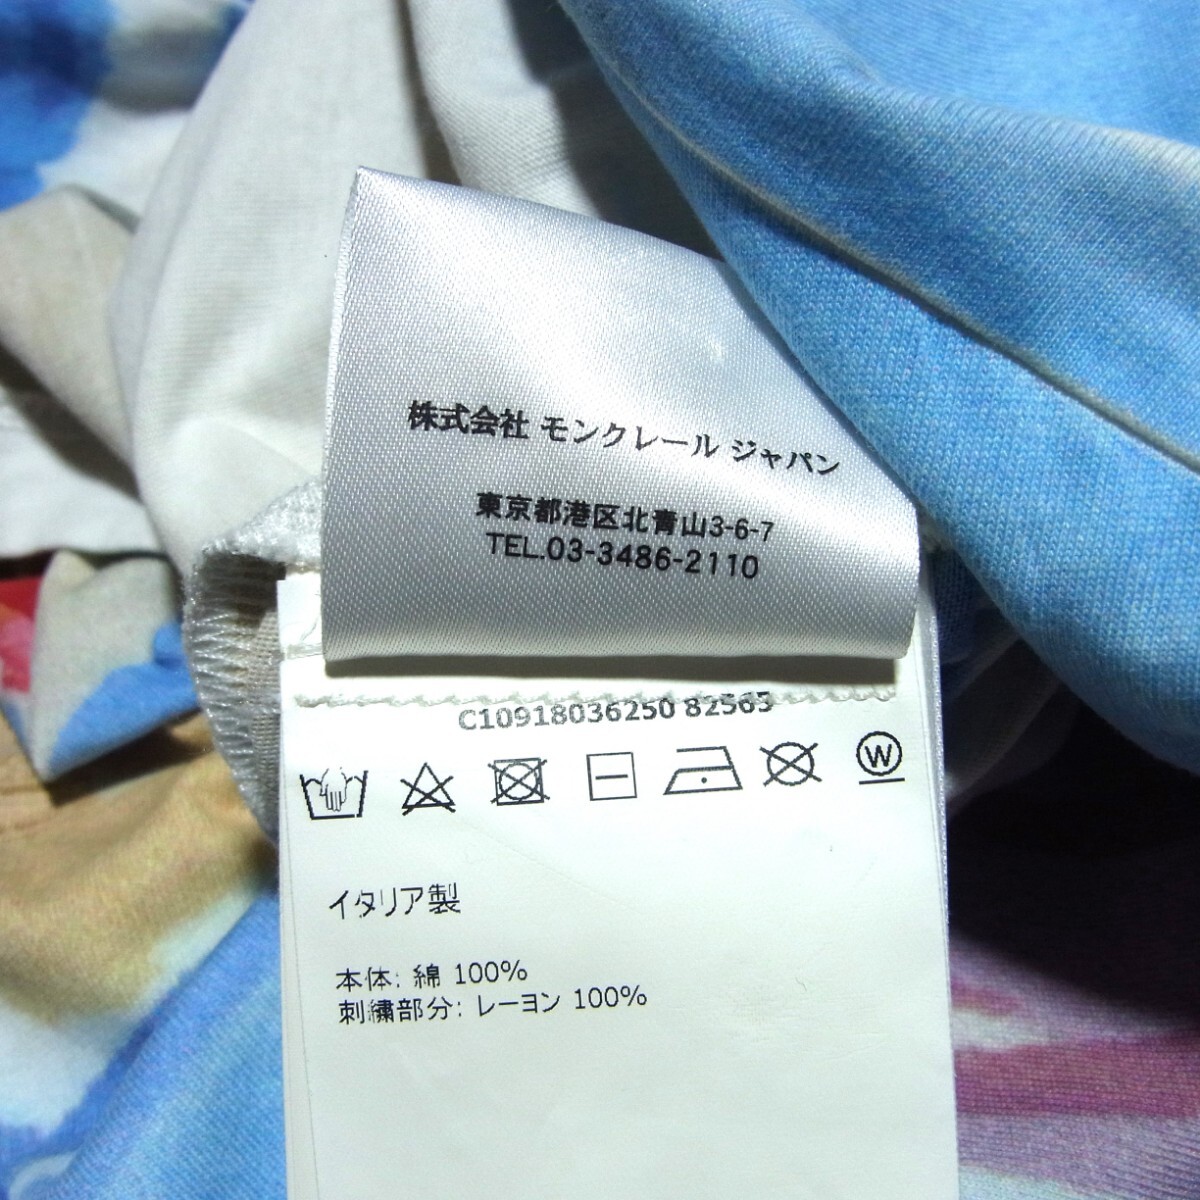 株式会社 モンクレール ジャパン
東京都港区北青山3-6-7
TEL.03-3486-2110
C10918036250 82565
W
イタリア製
本体: 綿 100%
刺繍部分: レーヨン 100%